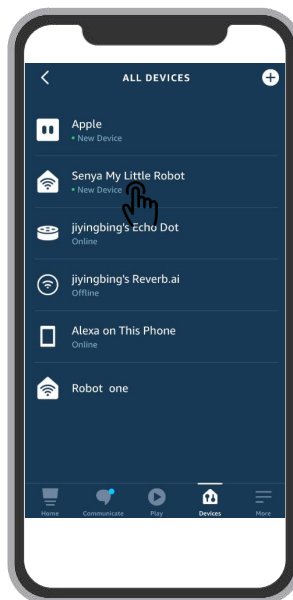 ALL DEVICES
Apple
• New Device
Senya My Little Robot
• New Device
jiyingbing's Echo Dot
Online
jiyingbing's Reverb.ai
Offline
Alexa on This Phone
Online
Robot one
Home Communicate Play Devices More